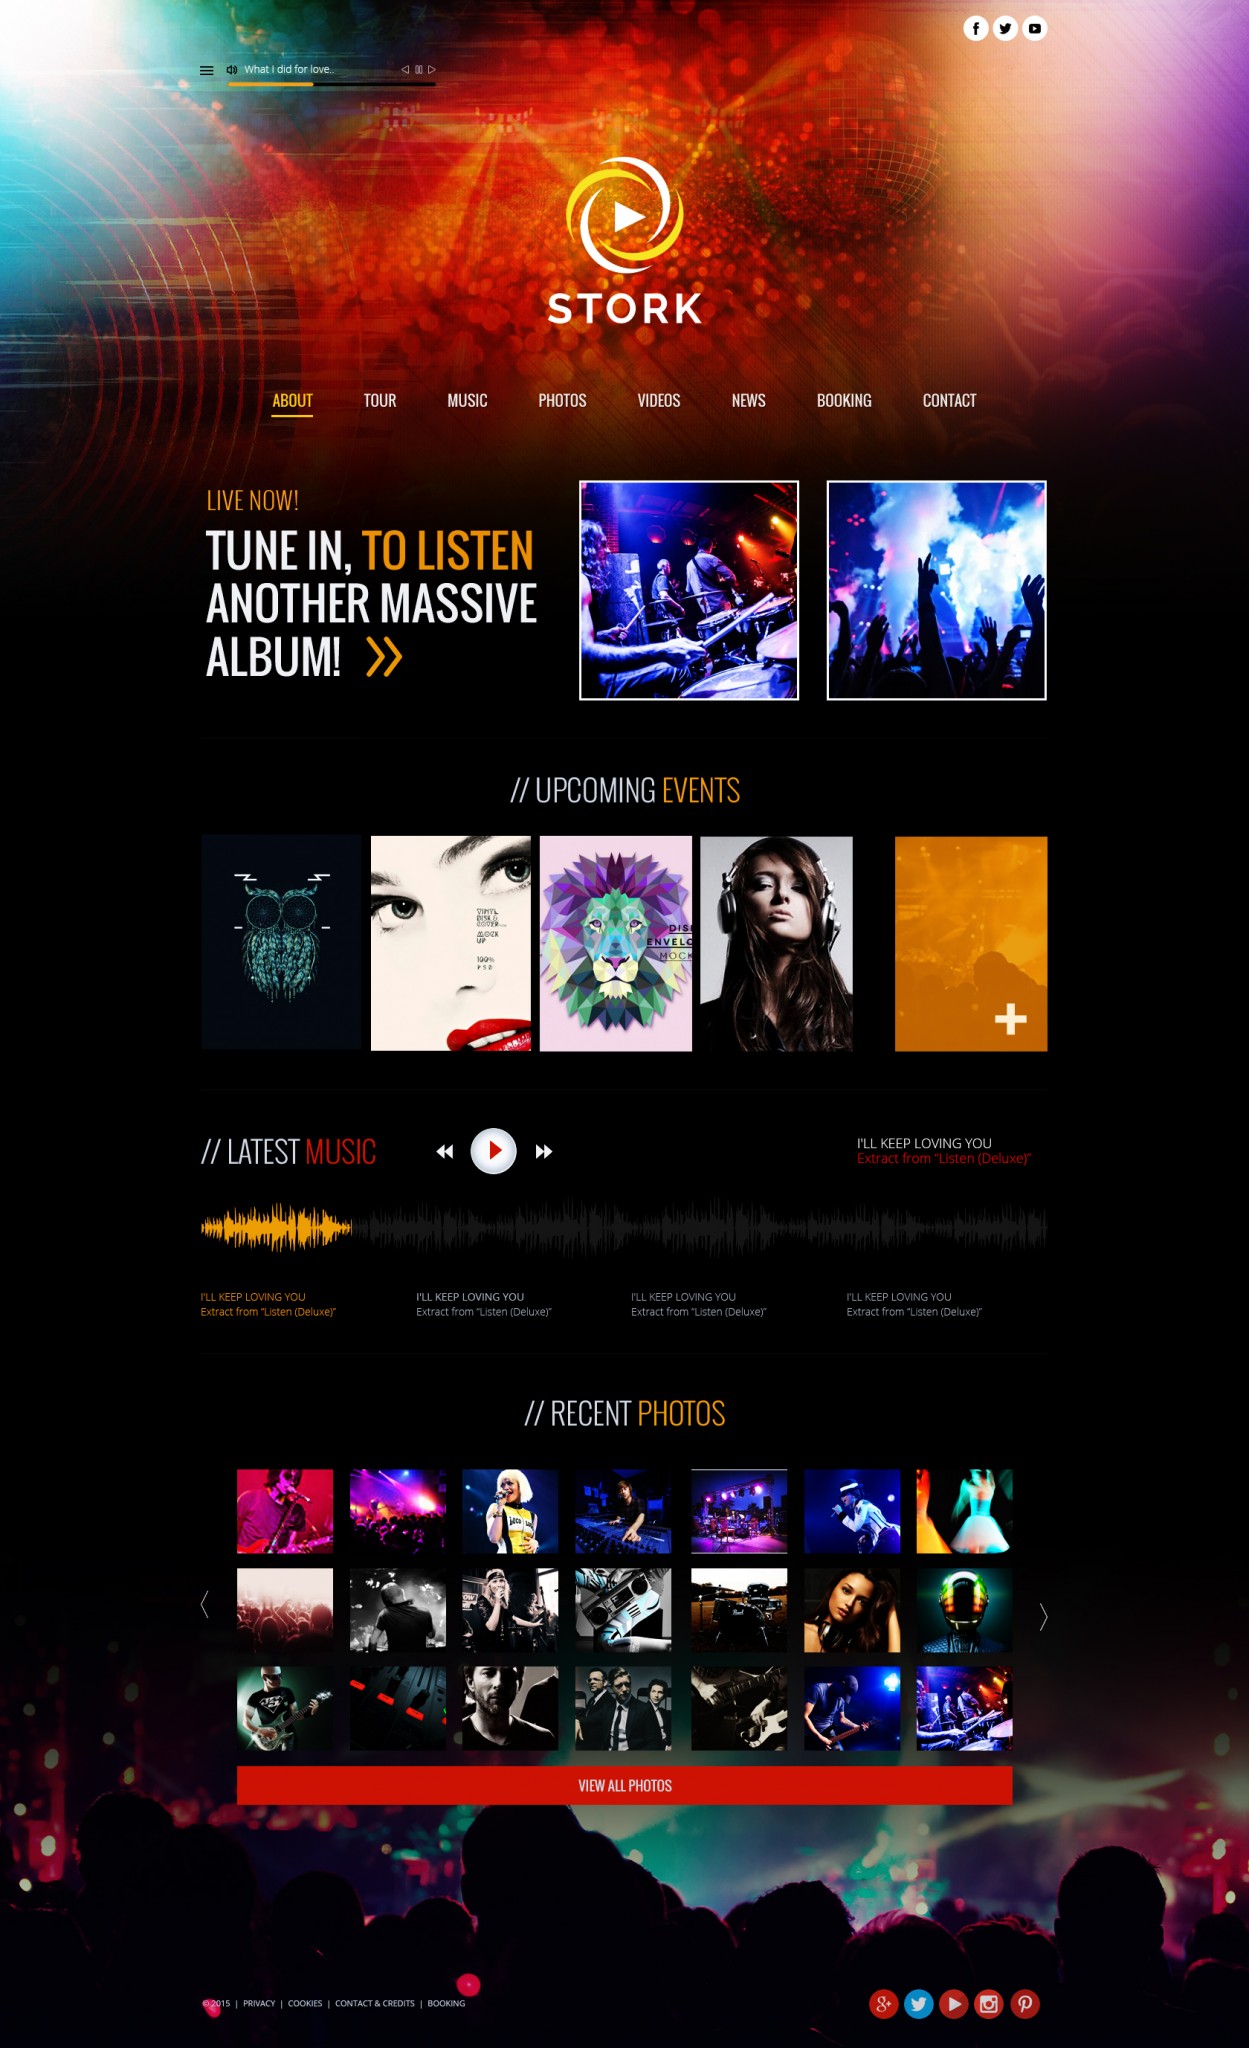 What I did for love..
STORK
ABOUT TOUR MUSIC PHOTOS VIDEOS NEWS BOOKING CONTACT
LIVE NOW!
TUNE IN, TO LISTEN
ANOTHER MASSIVE
ALBUM!
// UPCOMING EVENTS
VINYL
DISK &
COVER
MOCK
UP
100%
PSD
DIS
ENVELO
MOCK
// LATEST MUSIC
I'LL KEEP LOVING YOU
Extract from “Listen (Deluxe)”
I'LL KEEP LOVING YOU
Extract from “Listen (Deluxe)”
I'LL KEEP LOVING YOU
Extract from “Listen (Deluxe)”
I'LL KEEP LOVING YOU
Extract from “Listen (Deluxe)”
I'LL KEEP LOVING YOU
Extract from “Listen (Deluxe)”
// RECENT PHOTOS
VIEW ALL PHOTOS
© 2015 | PRIVACY | COOKIES | CONTACT & CREDITS | BOOKING